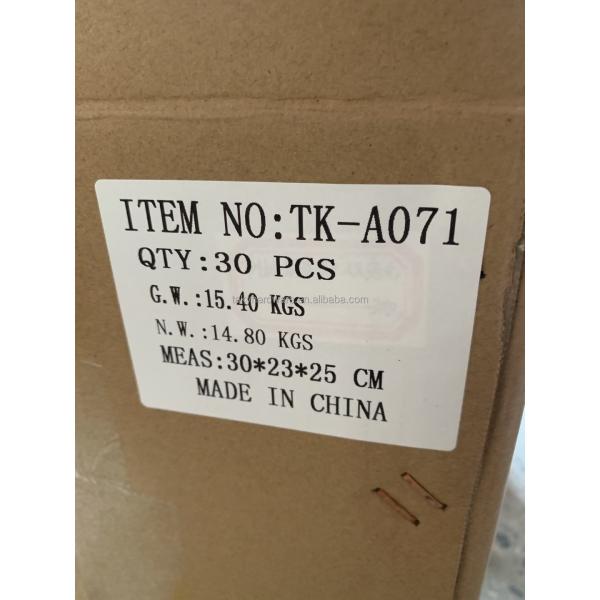 ITEM NO:TK-A071
QTY:30 PCS
G.W.:15.40 KGS
N.W.:14.80 KGS
MEAS:30*23*25 CM
MADE IN CHINA